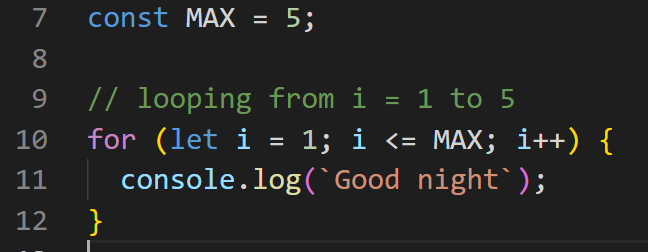 7 const MAX = 5;
8
9 // looping from i = 1 to 5
10 for (let i = 1; i <= MAX; i++) {
11 console.log(`Good night`);
12 }